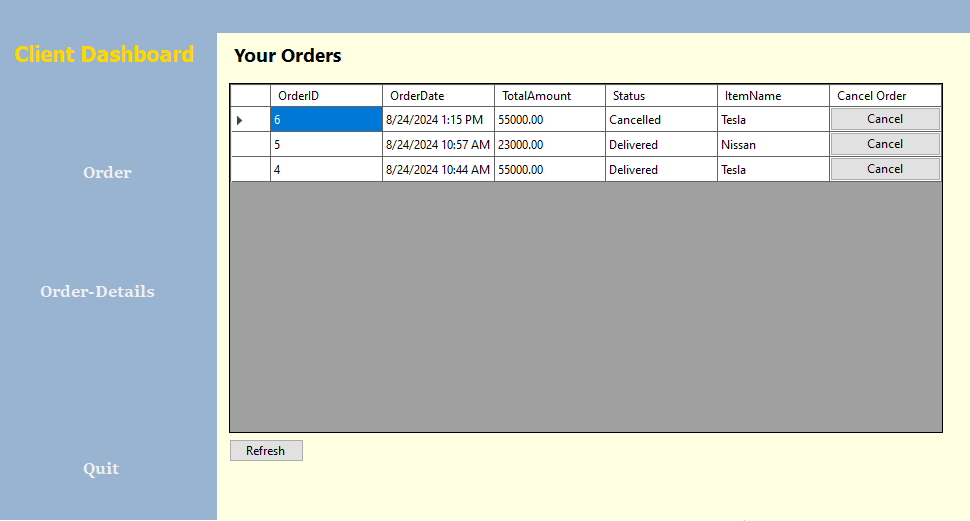 Client Dashboard
Order
Order-Details
Quit
Your Orders
OrderID OrderDate TotalAmount Status ItemName Cancel Order
6 8/24/2024 1:15 PM 55000.00 Cancelled Tesla Cancel
5 8/24/2024 10:57 AM 23000.00 Delivered Nissan Cancel
4 8/24/2024 10:44 AM 55000.00 Delivered Tesla Cancel
Refresh